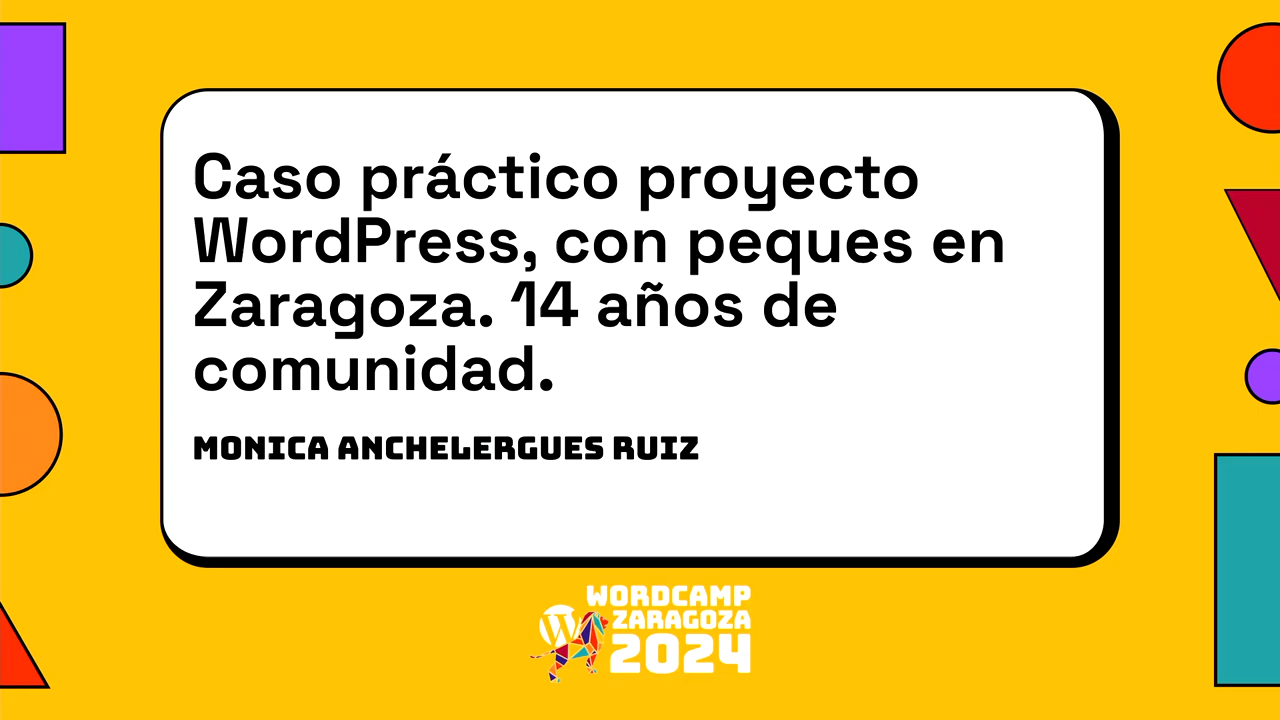 Caso práctico proyecto
WordPress, con peques en
Zaragoza. 14 años de
comunidad.
MONICA ANCHELERGUES RUIZ
WORDCAMP
ZARAGOZA
2024